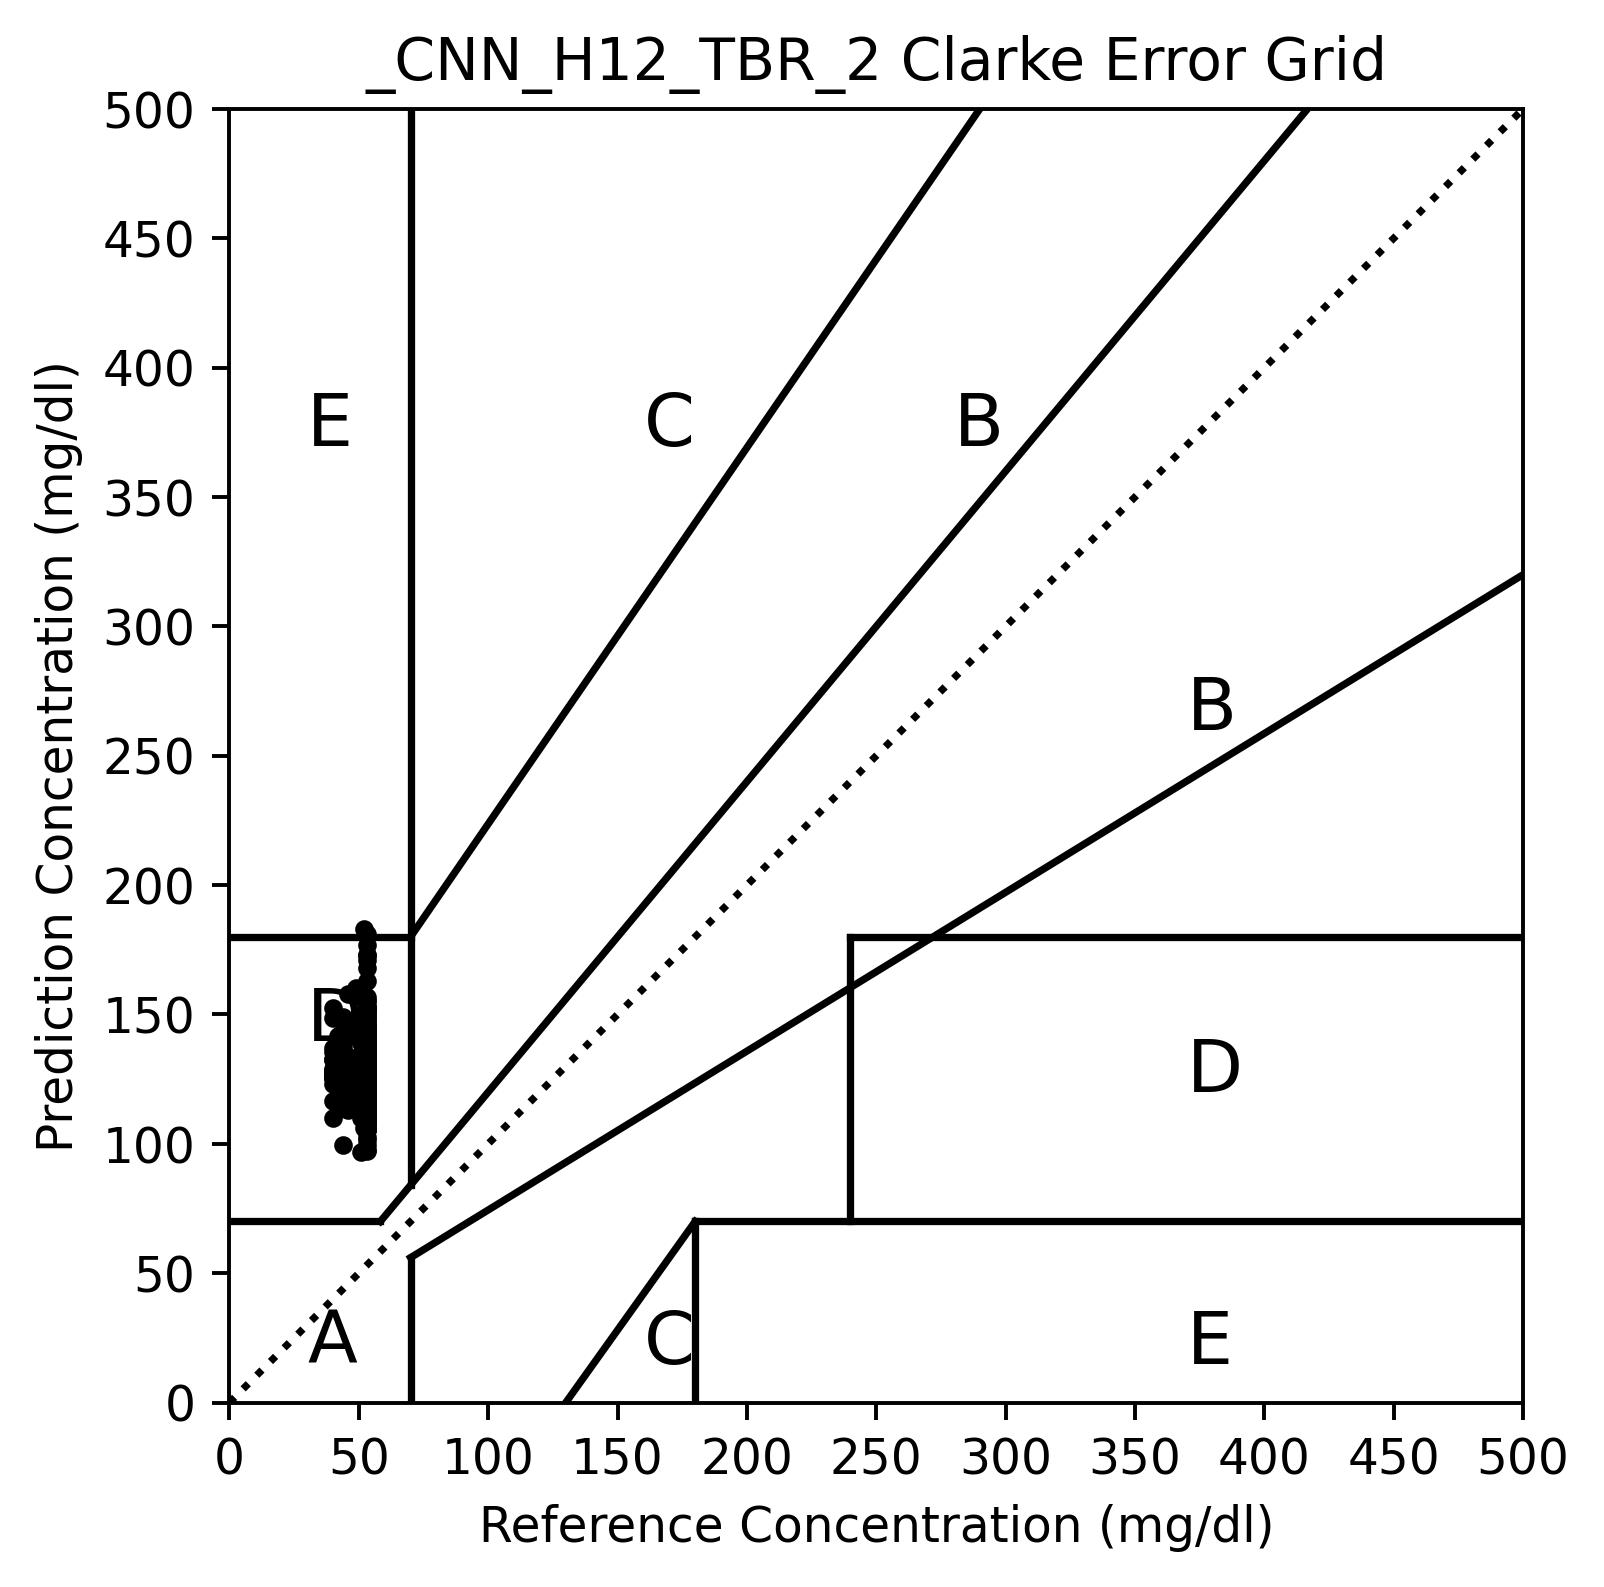 _CNN_H12_TBR_2 Clarke Error Grid
500
450
400
350
300
250
200
150
100
50
0
Prediction Concentration (mg/dl)
E
C
B
B
D
D
A
C
E
0 50 100 150 200 250 300 350 400 450 500
Reference Concentration (mg/dl)